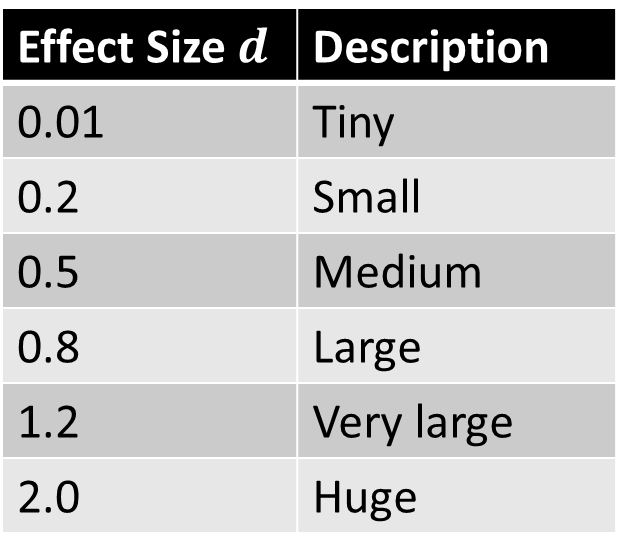 Effect Size d Description
0.01 Tiny
0.2 Small
0.5 Medium
0.8 Large
1.2 Very large
2.0 Huge